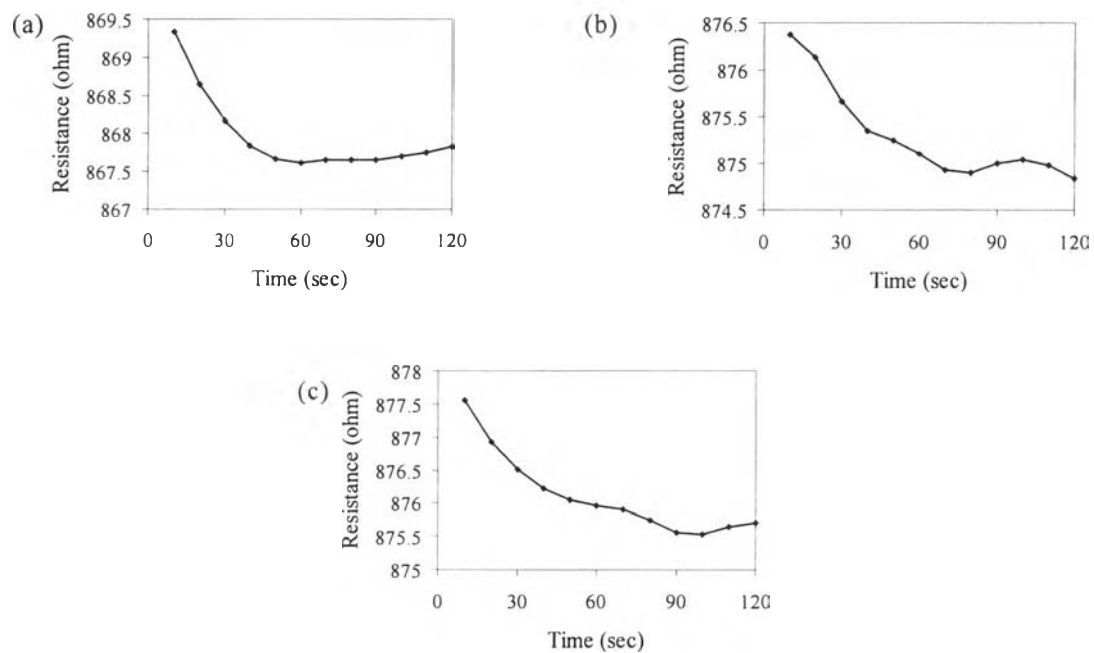 (a)
Resistance (ohm)
869.5
869
868.5
868
867.5
867
0 30 60 90 120
Time (sec)
(b)
Resistance (ohm)
876.5
876
875.5
875
874.5
0 30 60 90 120
Time (sec)
(c)
Resistance (ohm)
878
877.5
877
876.5
876
875.5
875
0 30 60 90 120
Time (sec)